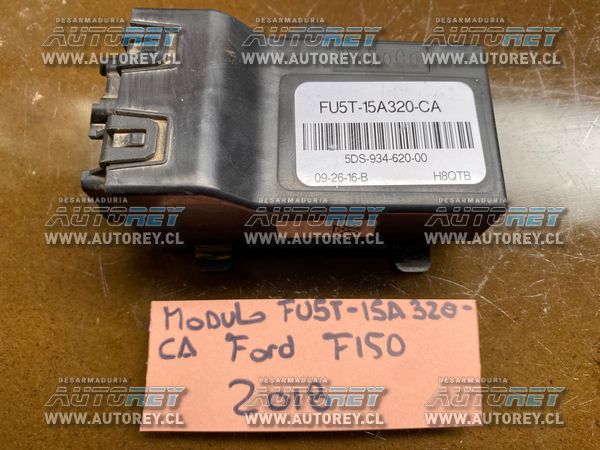 DESARMADURIA
AUTOREY
WWW.AUTOREY.CL
FU5T-15A320-CA
5DS-934-620-00
09-26-16-B H8QTB
MODULO FU5T-15A320-
CA Ford F150
2018